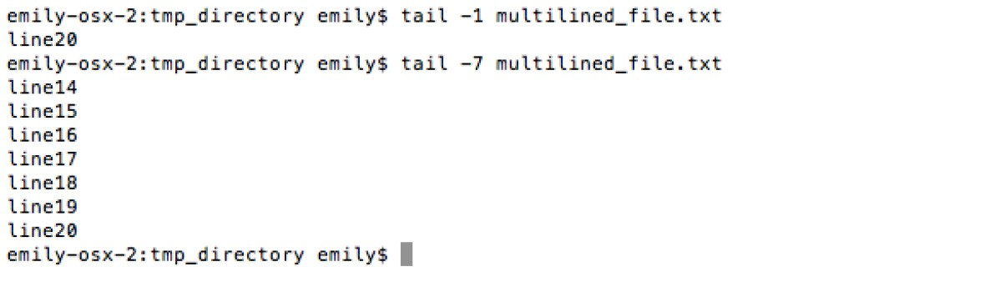 emily-osx-2:tmp_directory emily$ tail -1 multilined_file.txt
line20
emily-osx-2:tmp_directory emily$ tail -7 multilined_file.txt
line14
line15
line16
line17
line18
line19
line20
emily-osx-2:tmp_directory emily$